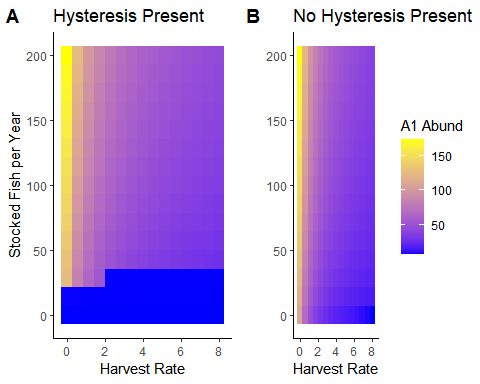 A Hysteresis Present
B No Hysteresis Present
Stocked Fish per Year
200
150
100
50
0
0 2 4 6 8
Harvest Rate
200
150
100
50
0
0 2 4 6 8
Harvest Rate
A1 Abund
150
100
50